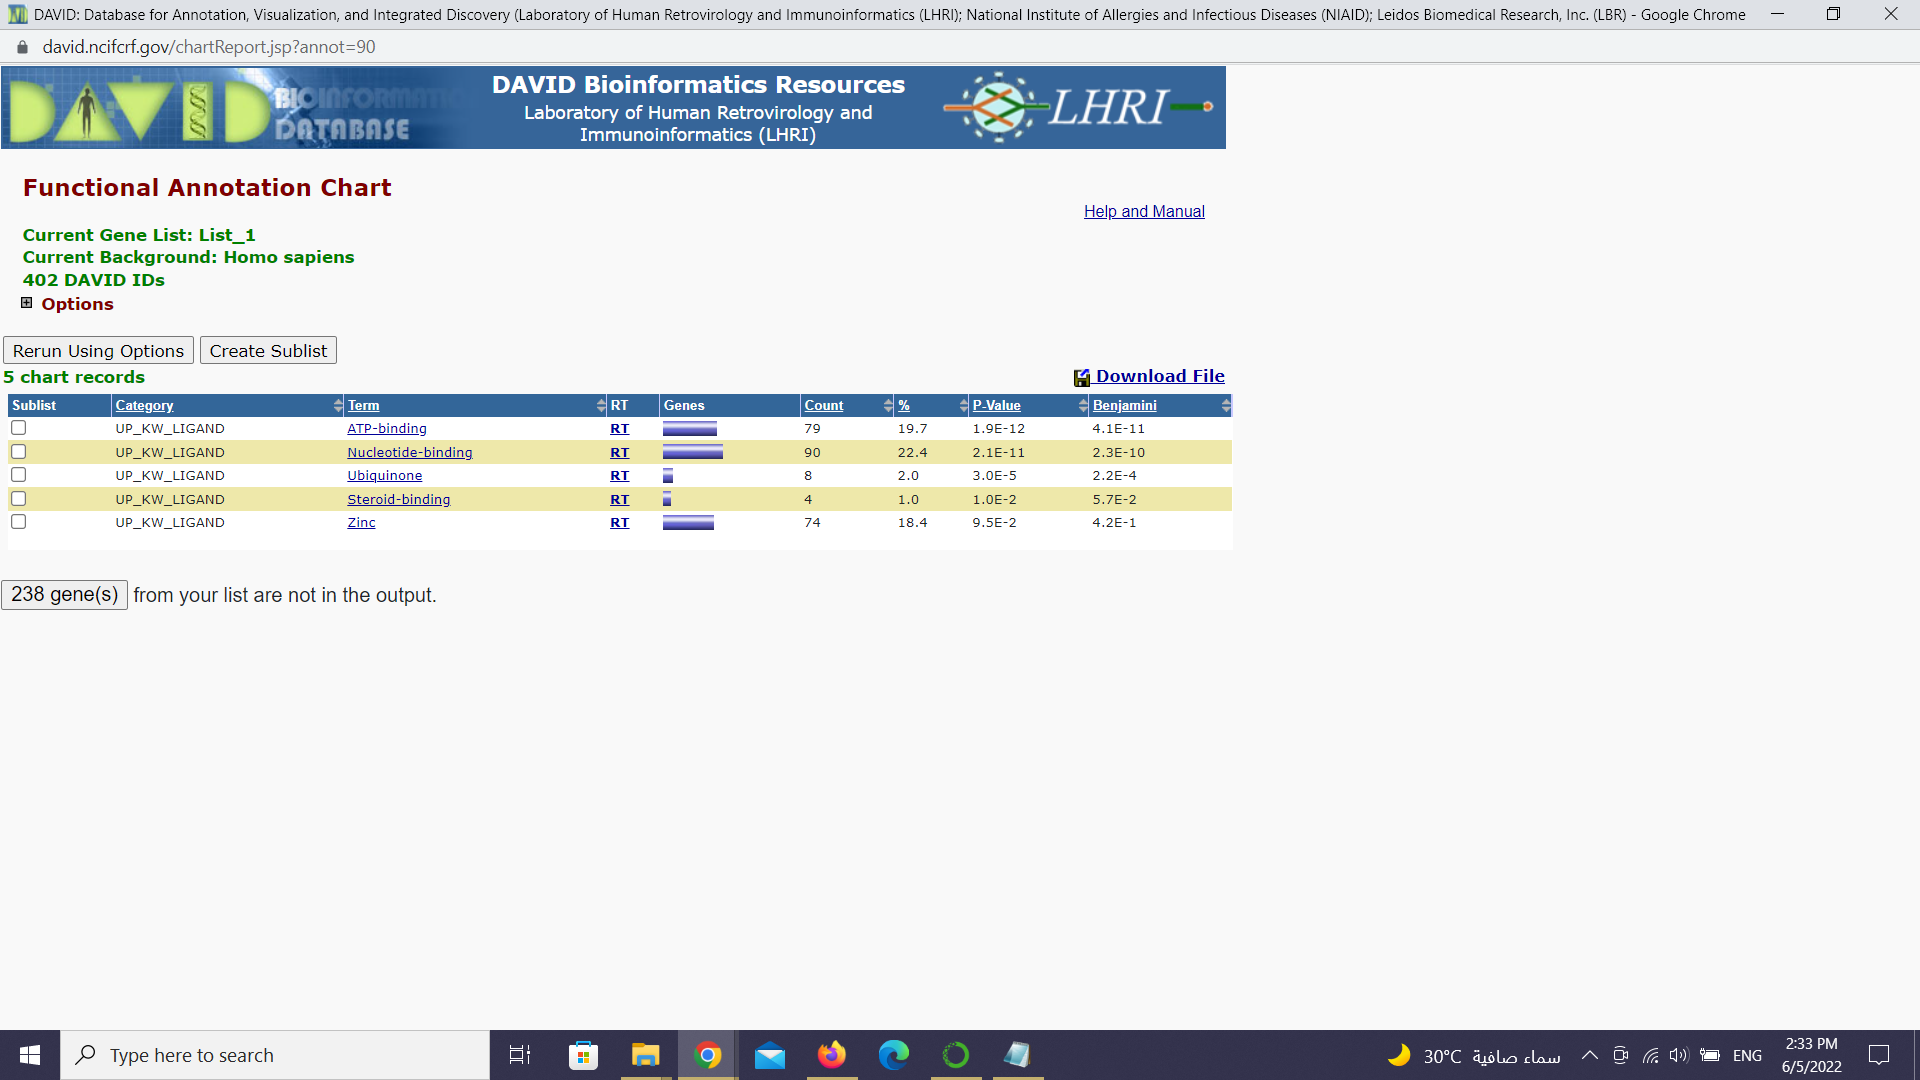 DAVID: Database for Annotation, Visualization, and Integrated Discovery (Laboratory of Human Retrovirology and Immunoinformatics (LHRI); National Institute of Allergies and Infectious Diseases (NIAID); Leidos Biomedical Research, Inc. (LBR) - Google Chrome
david.ncifcrf.gov/chartReport.jsp?annot=90
DAVID BIOINFORMATICS DATABASE
DAVID Bioinformatics Resources
Laboratory of Human Retrovirology and
Immunoinformatics (LHRI)
LHRI
Functional Annotation Chart
Help and Manual
Current Gene List: List_1
Current Background: Homo sapiens
402 DAVID IDs
Options
Rerun Using Options Create Sublist
5 chart records
Download File
Sublist Category Term RT Genes Count % P-Value Benjamini
UP_KW_LIGAND ATP-binding RT 79 19.7 1.9E-12 4.1E-11
UP_KW_LIGAND Nucleotide-binding RT 90 22.4 2.1E-11 2.3E-10
UP_KW_LIGAND Ubiquinone RT 8 2.0 3.0E-5 2.2E-4
UP_KW_LIGAND Steroid-binding RT 4 1.0 1.0E-2 5.7E-2
UP_KW_LIGAND Zinc RT 74 18.4 9.5E-2 4.2E-1
238 gene(s) from your list are not in the output.
Type here to search
30°C سماء صافية
ENG
2:33 PM
6/5/2022